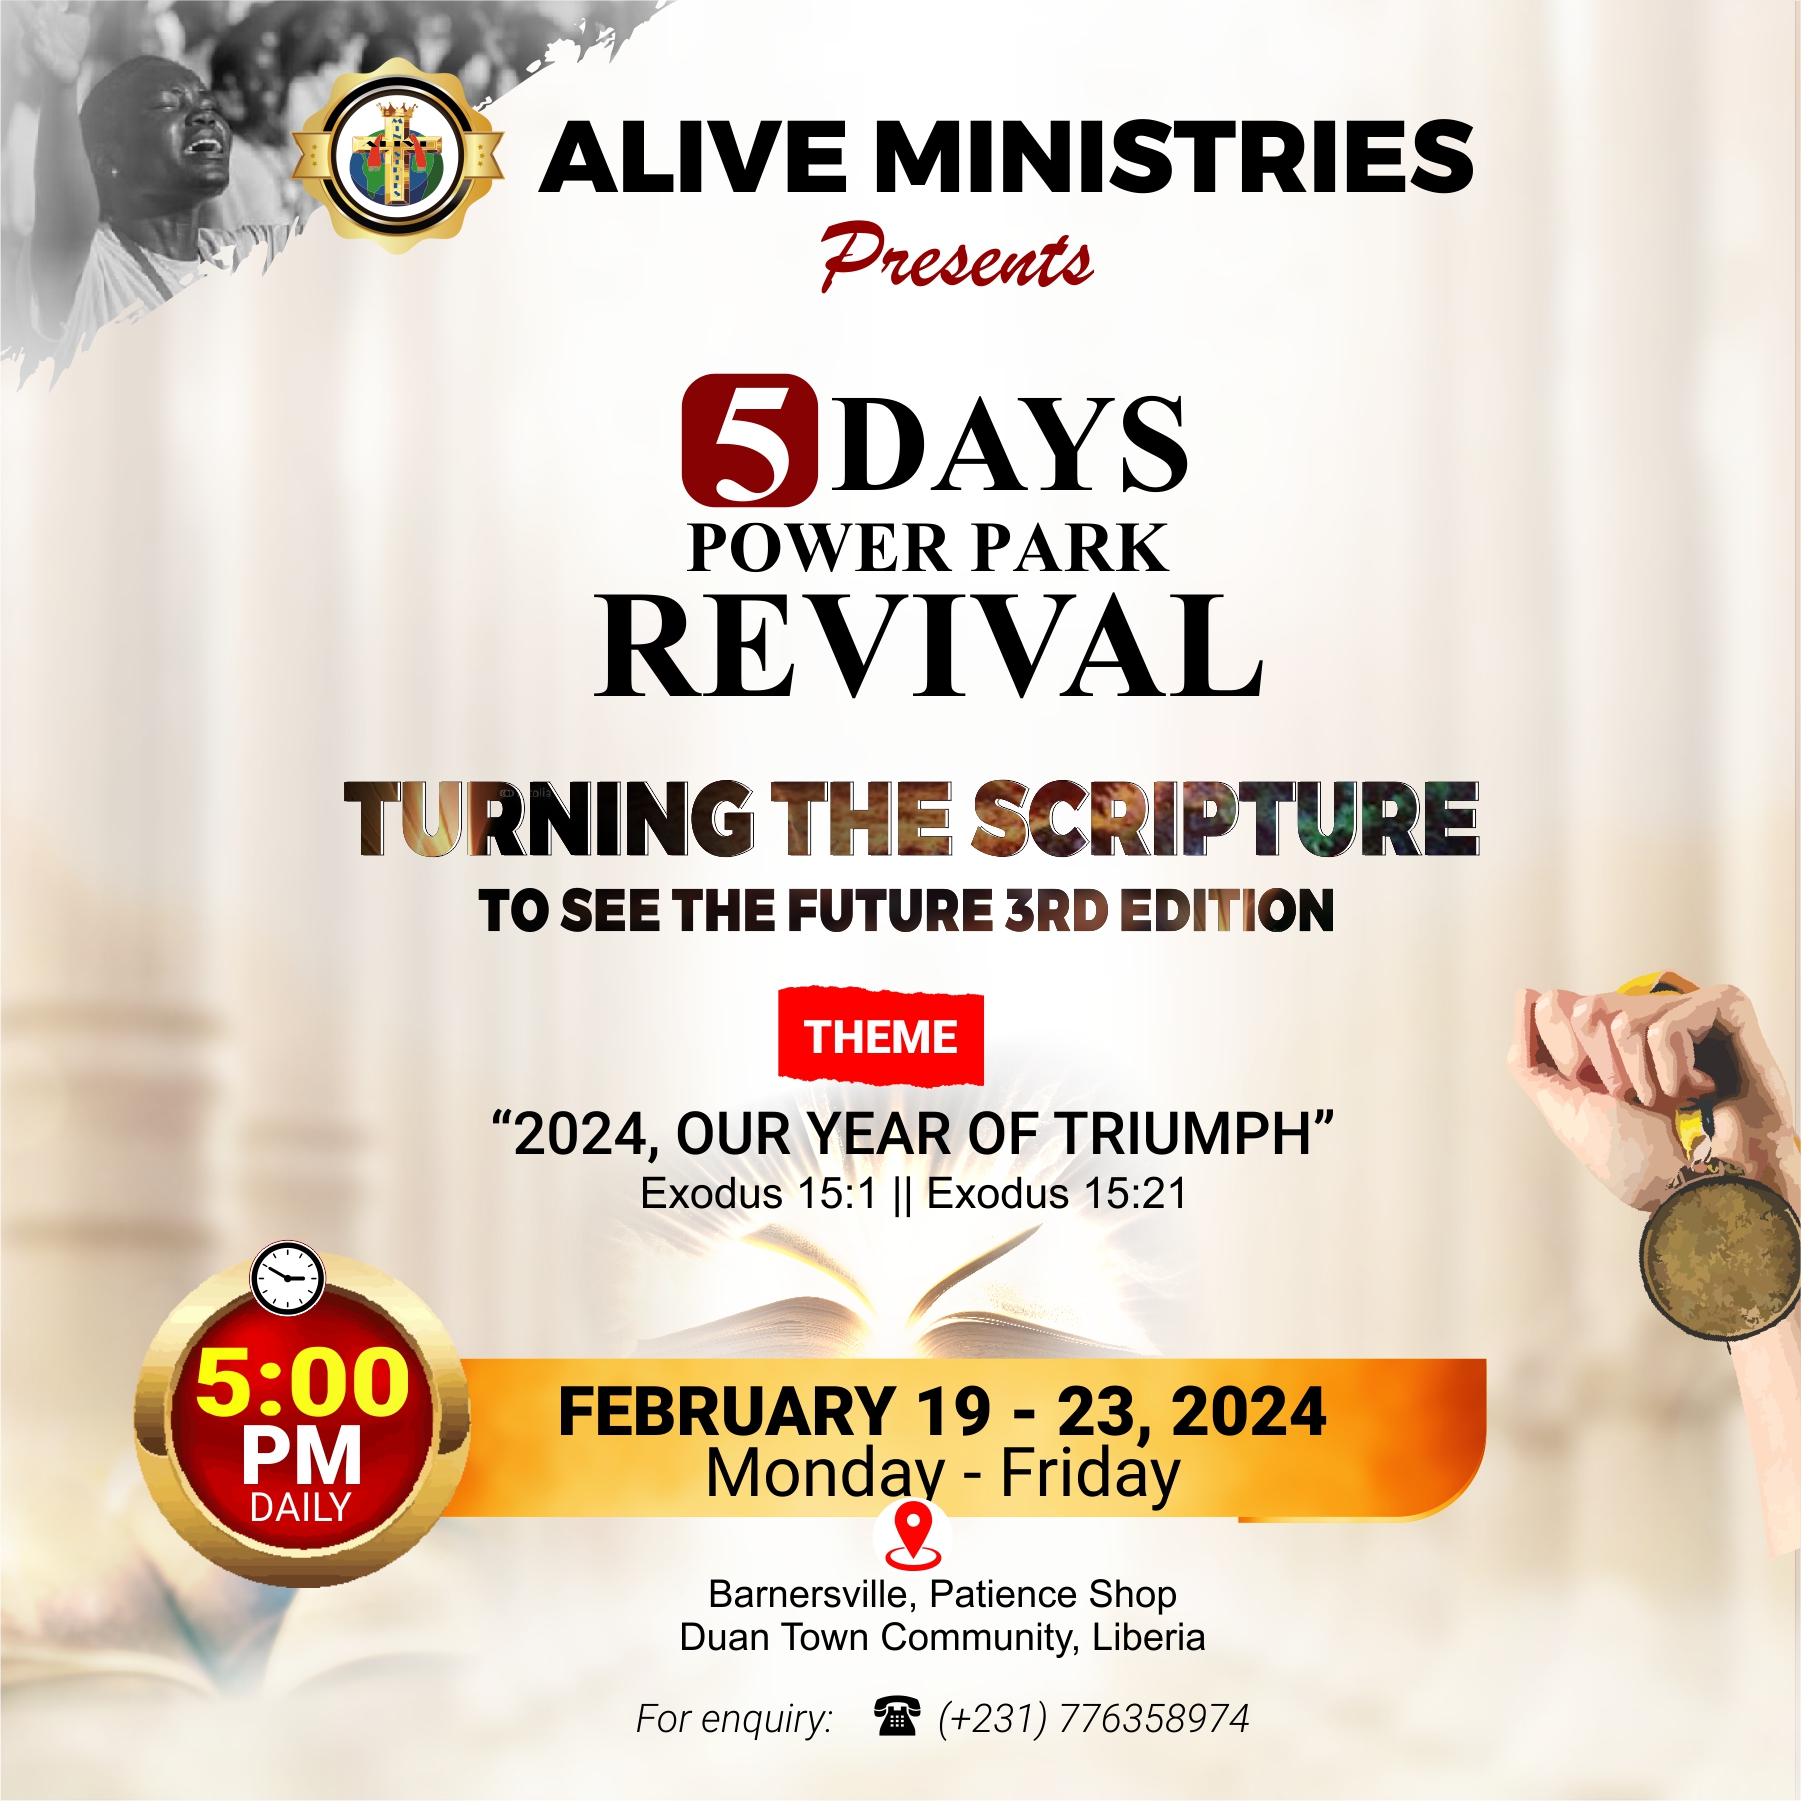 ALIVE MINISTRIES
Presents
5 DAYS
POWER PARK
REVIVAL
TURNING THE SCRIPTURE
TO SEE THE FUTURE 3RD EDITION
THEME
“2024, OUR YEAR OF TRIUMPH”
Exodus 15:1 || Exodus 15:21
5:00
PM
DAILY
FEBRUARY 19 - 23, 2024
Monday - Friday
Barnersville, Patience Shop
Duan Town Community, Liberia
For enquiry: ☎ (+231) 776358974